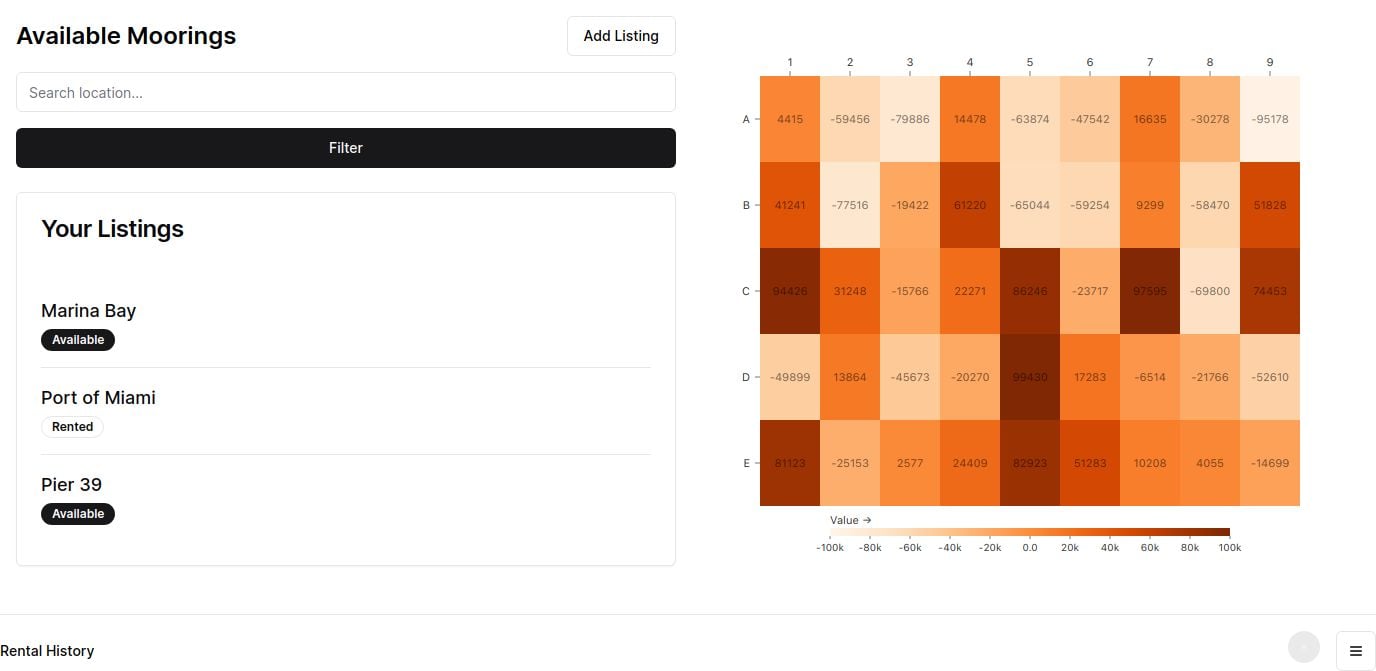 Available Moorings
Add Listing
Search location...
Filter
Your Listings
Marina Bay
Available
Port of Miami
Rented
Pier 39
Available
1 2 3 4 5 6 7 8 9
A 4415 -59456 -79886 14478 -63874 -47542 16635 -30278 -95178
B 41241 -77516 -19422 61220 -65044 -59254 9299 -58470 51828
C 94426 31248 -15766 22271 86246 -23717 97595 -69800 74453
D -49899 13864 -45673 -20270 99430 17283 -6514 -21766 -52610
E 81123 -25153 2577 24409 82923 51283 10208 4055 -14699
Value →
-100k -80k -60k -40k -20k 0.0 20k 40k 60k 80k 100k
Rental History